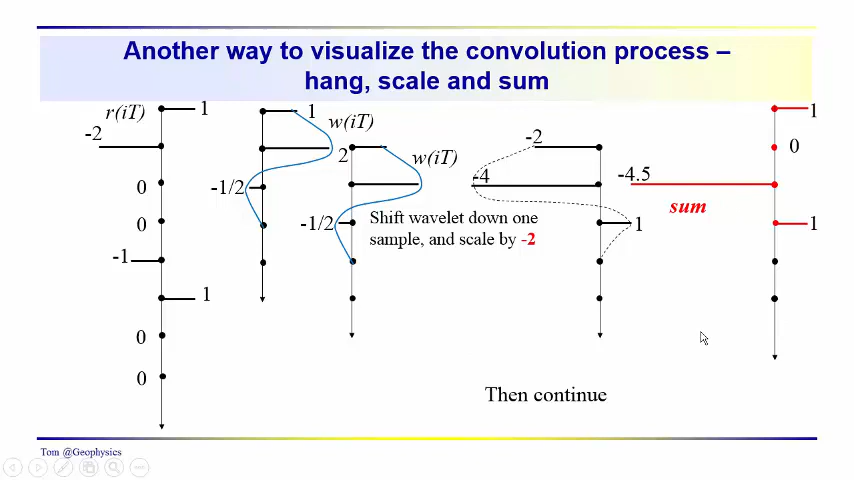 Another way to visualize the convolution process –
hang, scale and sum
r(iT)
1
-2
0
0
-1
1
0
0
1
w(iT)
2
-1/2
w(iT)
-1/2
Shift wavelet down one
sample, and scale by -2
-2
-4
1
1
0
-4.5
sum
1
Then continue
Tom @Geophysics